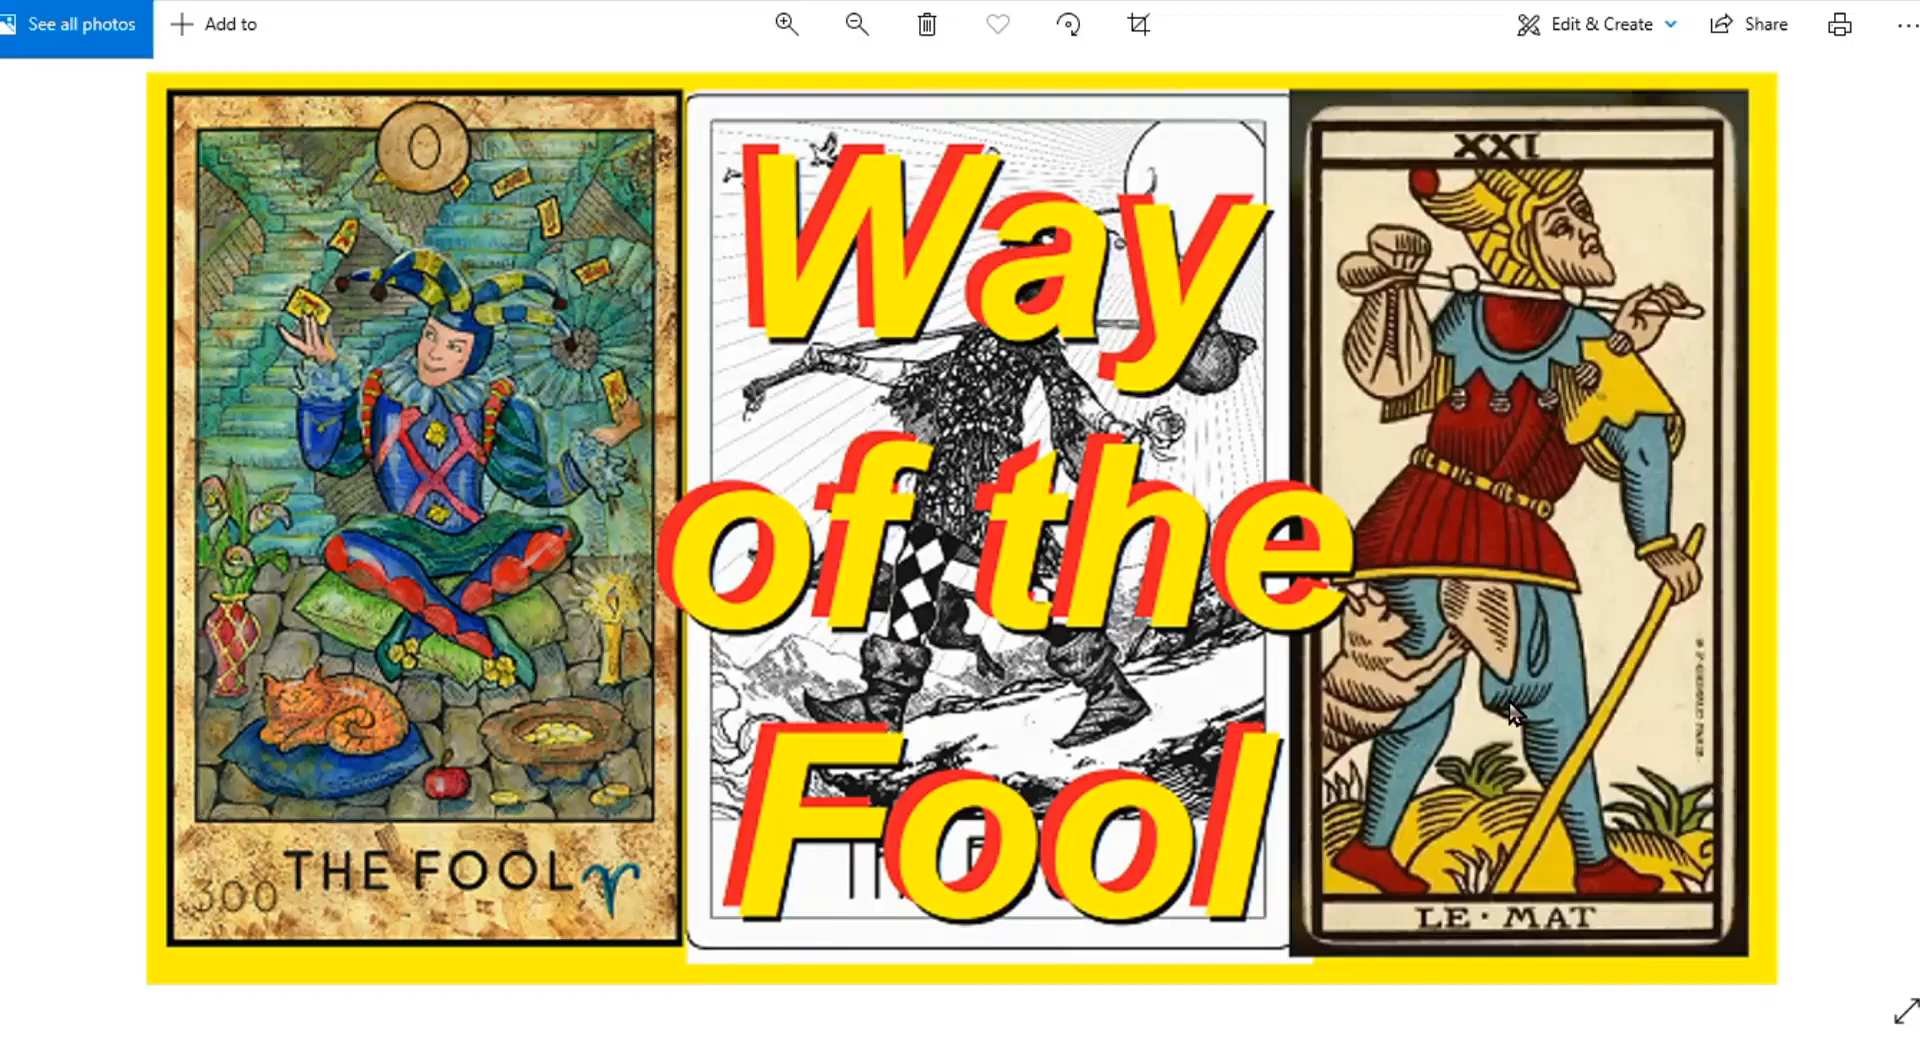 See all photos
Add to
Edit & Create
Share
0
THE FOOL
300
XXI
LE·MAT
Way
of the
Fool